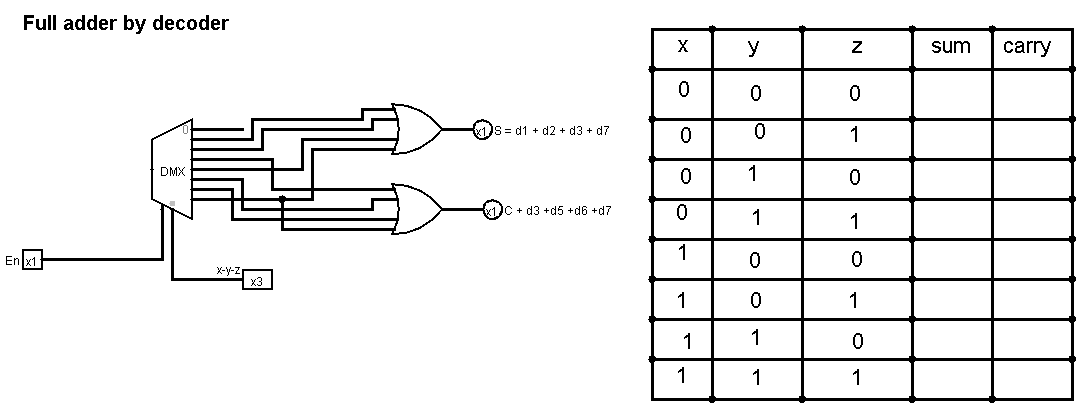 Full adder by decoder
0
DMX
x1 S = d1 + d2 + d3 + d7
x1 C + d3 +d5 +d6 +d7
En x1
x-y-z
x3
x y z sum carry
0 0 0
0 0 1
0 1 0
0 1 1
1 0 0
1 0 1
1 1 0
1 1 1